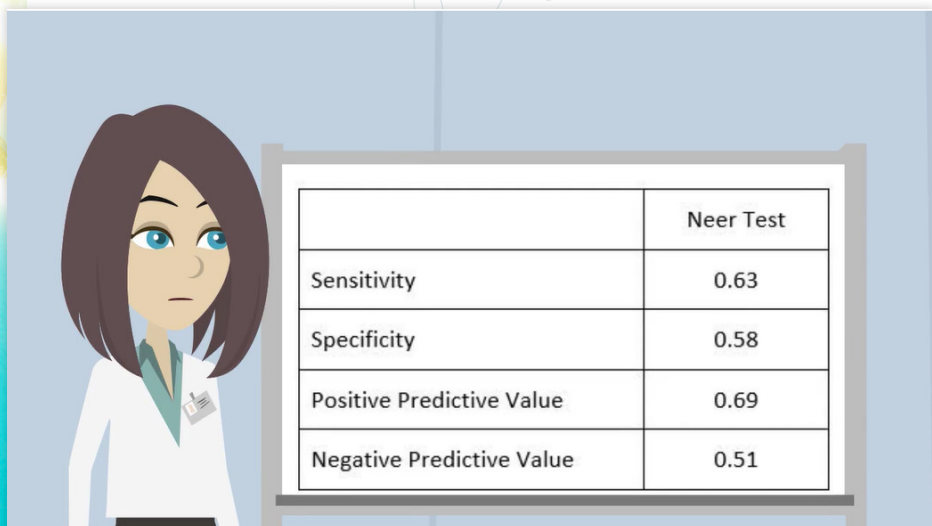 Neer Test
Sensitivity 0.63
Specificity 0.58
Positive Predictive Value 0.69
Negative Predictive Value 0.51